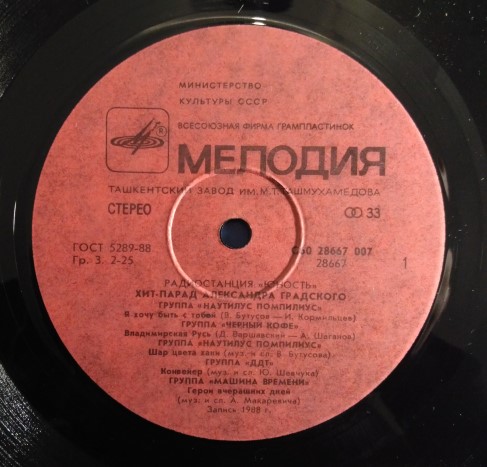 МИНИСТЕРСТВО
КУЛЬТУРЫ СССР
ВСЕСОЮЗНАЯ ФИРМА ГРАМПЛАСТИНОК
МЕЛОДИЯ
ТАШКЕНТСКИЙ ЗАВОД ИМ. М. ТАШМУХАМЕДОВА
СТЕРЕО 33
ГОСТ 5289-88 С60 28667 007
Гр. 3. 2-25 28667 1
РАДИОСТАНЦИЯ «ЮНОСТЬ»
ХИТ-ПАРАД АЛЕКСАНДРА ГРАДСКОГО
ГРУППА «НАУТИЛУС ПОМПИЛИУС»
Я хочу быть с тобой (В. Бутусов — И. Кормильцев)
ГРУППА «ЧЕРНЫЙ КОФЕ»
Владимирская Русь (Д. Варшавский — А. Шаганов)
ГРУППА «НАУТИЛУС ПОМПИЛИУС»
Шар цвета хаки (муз. и сл. В. Бутусова)
ГРУППА «ДДТ»
Конвейер (муз. и сл. Ю. Шевчука)
ГРУППА «МАШИНА ВРЕМЕНИ»
Герои вчерашних дней
(муз. и сл. А. Макаревича)
Запись 1988 г.